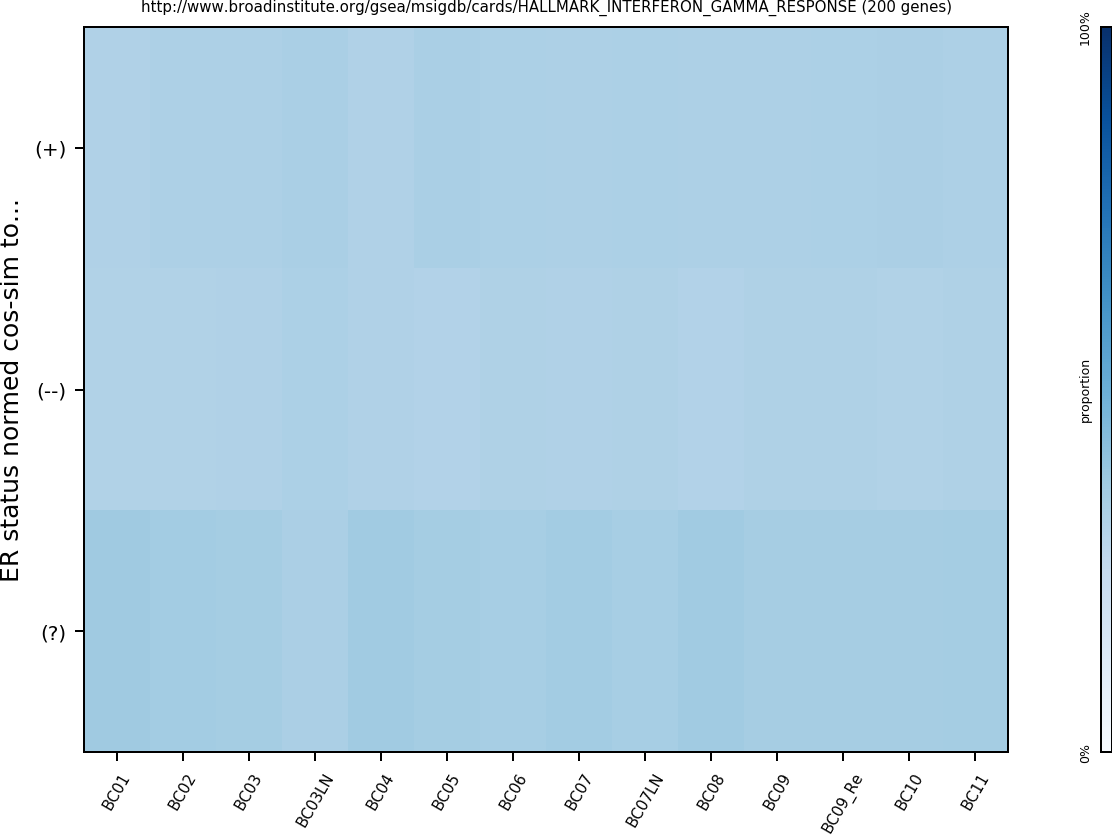 http://www.broadinstitute.org/gsea/msigdb/cards/HALLMARK_INTERFERON_GAMMA_RESPONSE (200 genes)
ER status normed cos-sim to...
(+)
(--)
(?)
BC01
BC02
BC03
BC03LN
BC04
BC05
BC06
BC07
BC07LN
BC08
BC09
BC09_Re
BC10
BC11
100%
proportion
0%